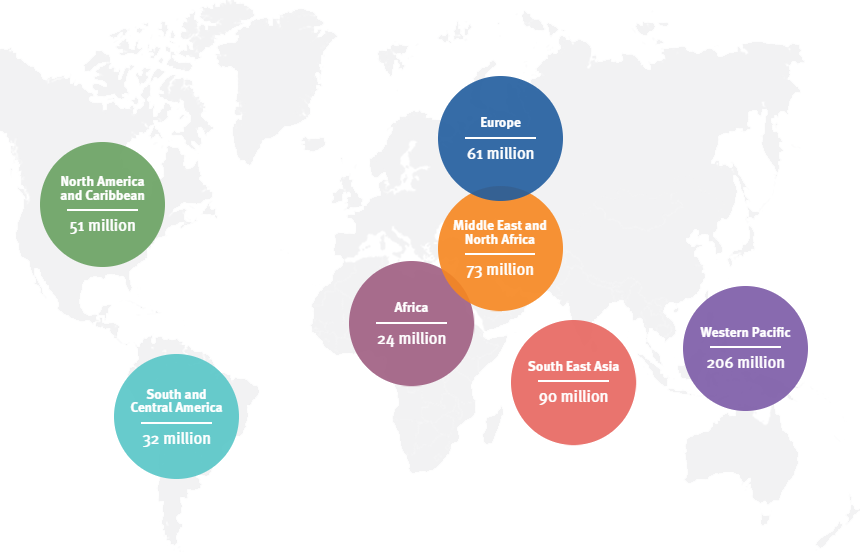 Europe
61 million
North America
and Caribbean
51 million
Middle East and
North Africa
73 million
Africa
24 million
Western Pacific
206 million
South East Asia
90 million
South and
Central America
32 million